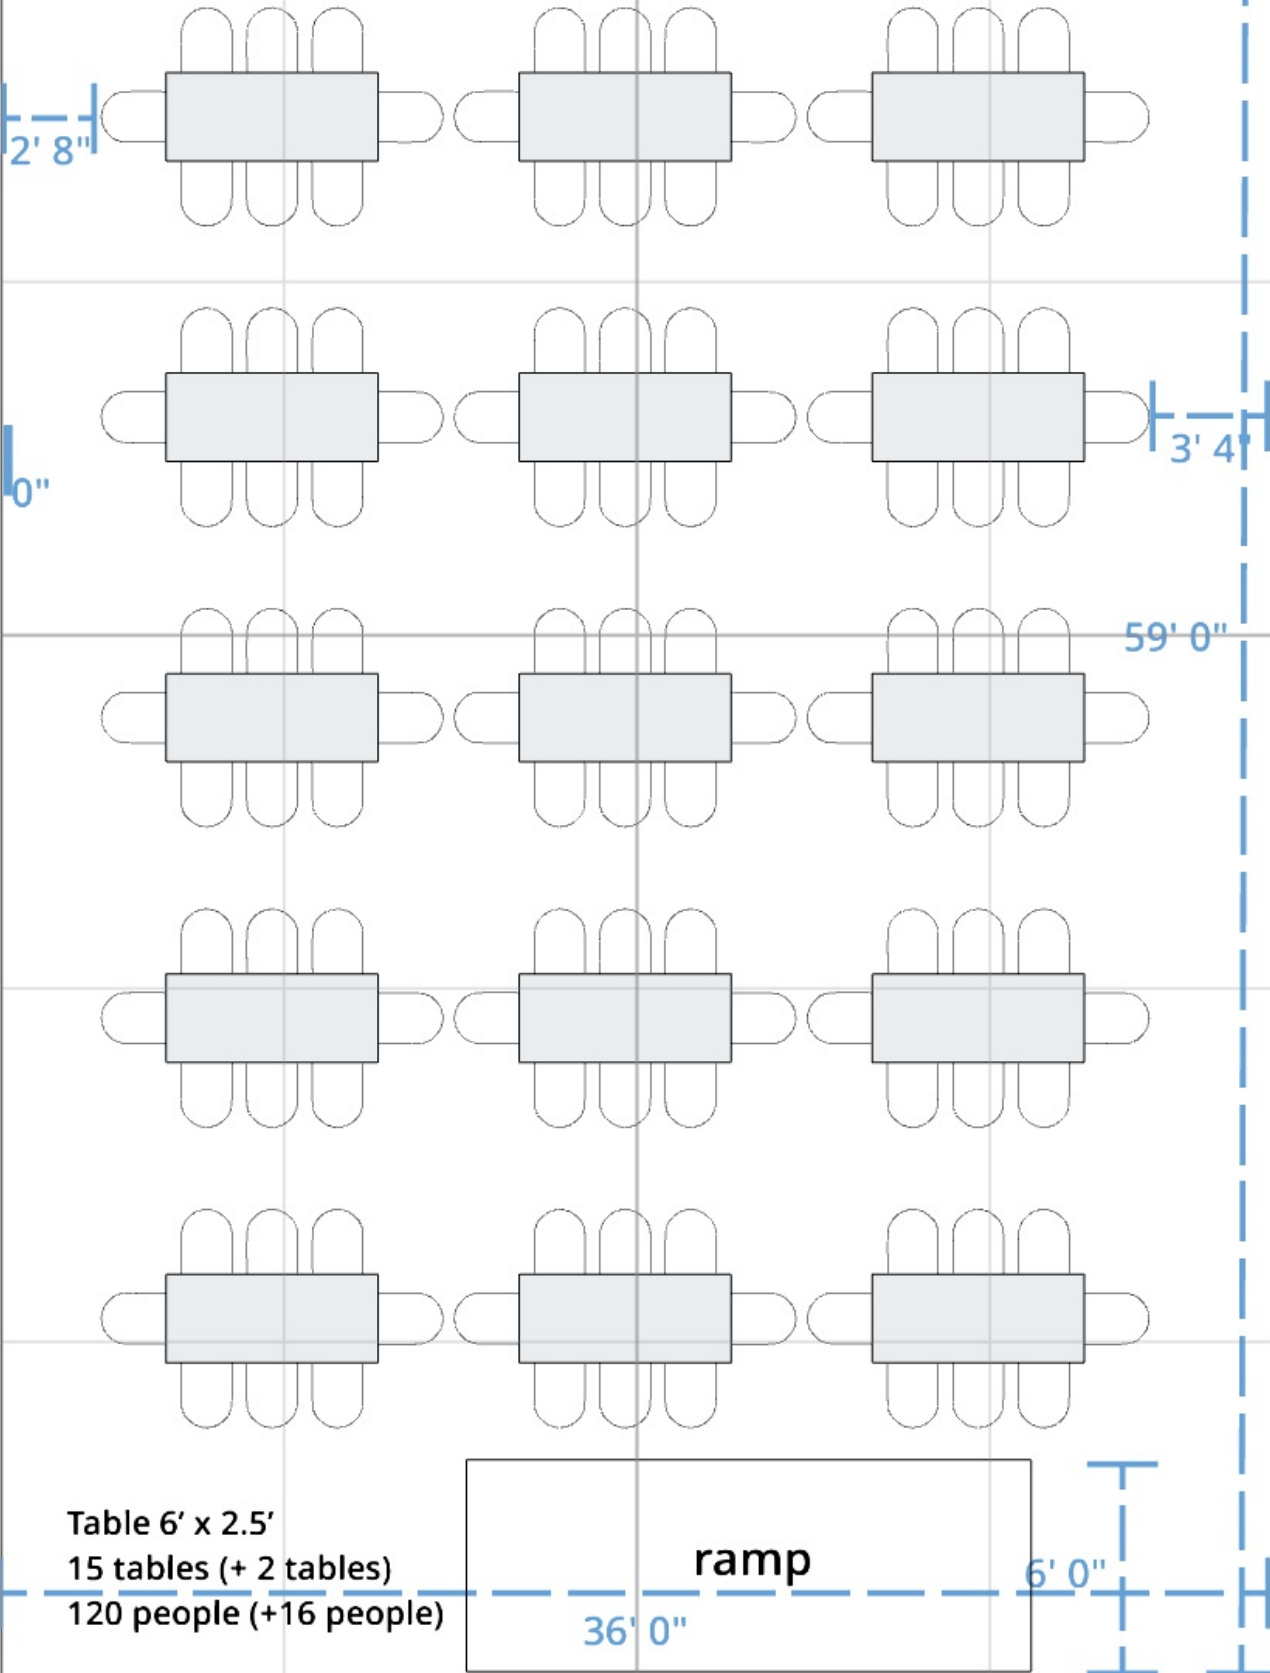 2' 8"
3' 4"
0"
59' 0"
Table 6’ x 2.5’
15 tables (+ 2 tables)
120 people (+16 people)
ramp
6' 0"
36' 0"